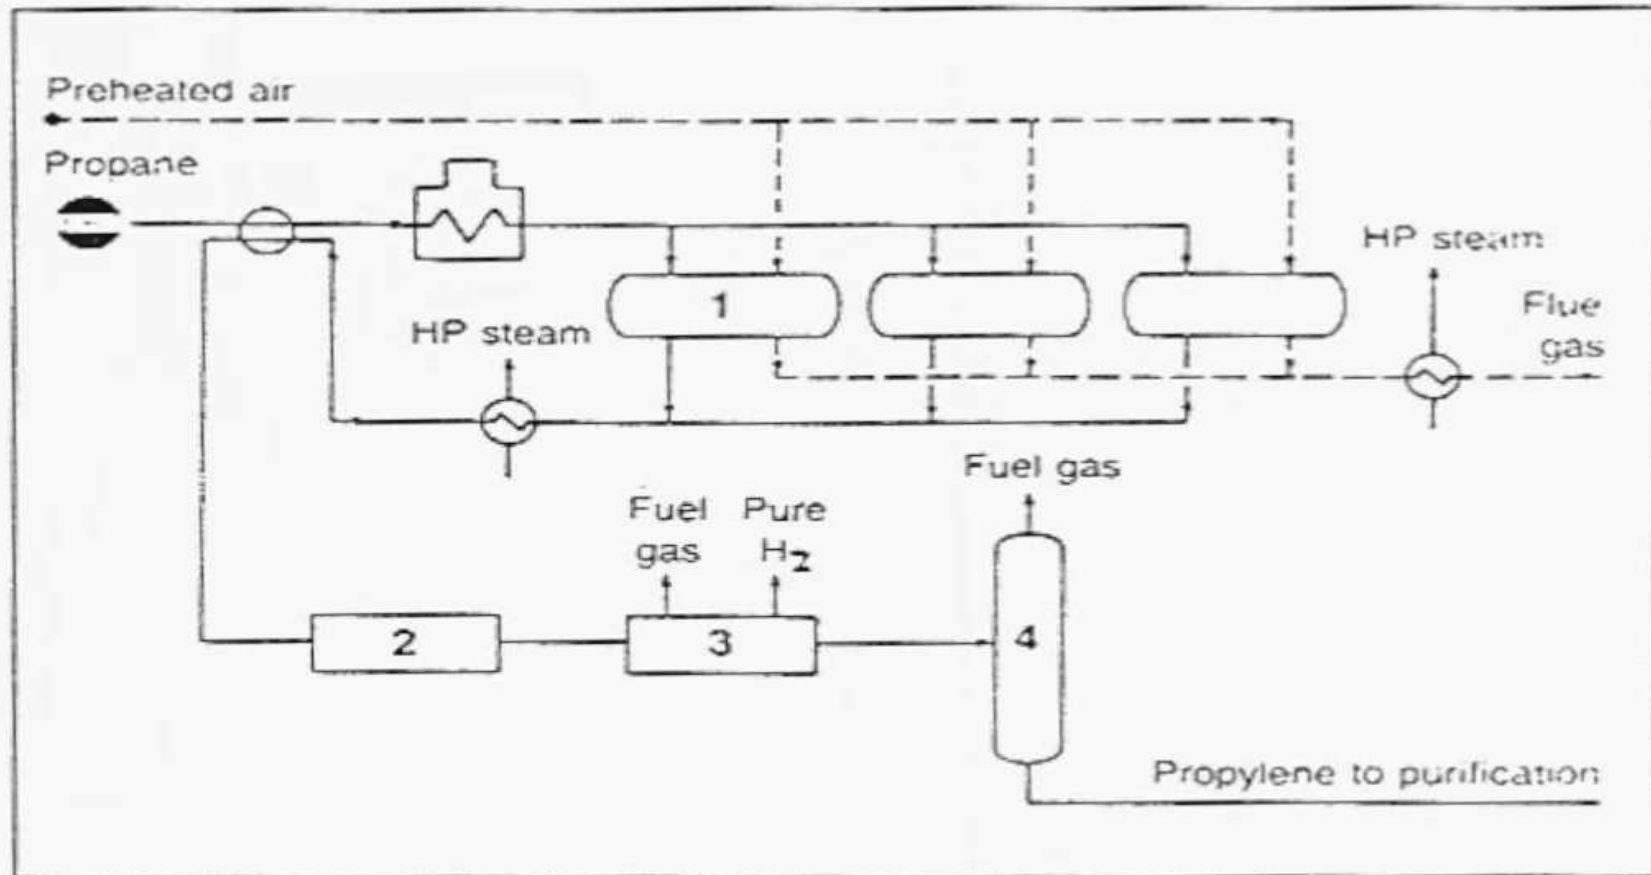 Preheated air
Propane
HP steam
Flue
gas
1
HP steam
Fuel gas
Fuel
gas
Pure
H2
2
3
4
Propylene to purification